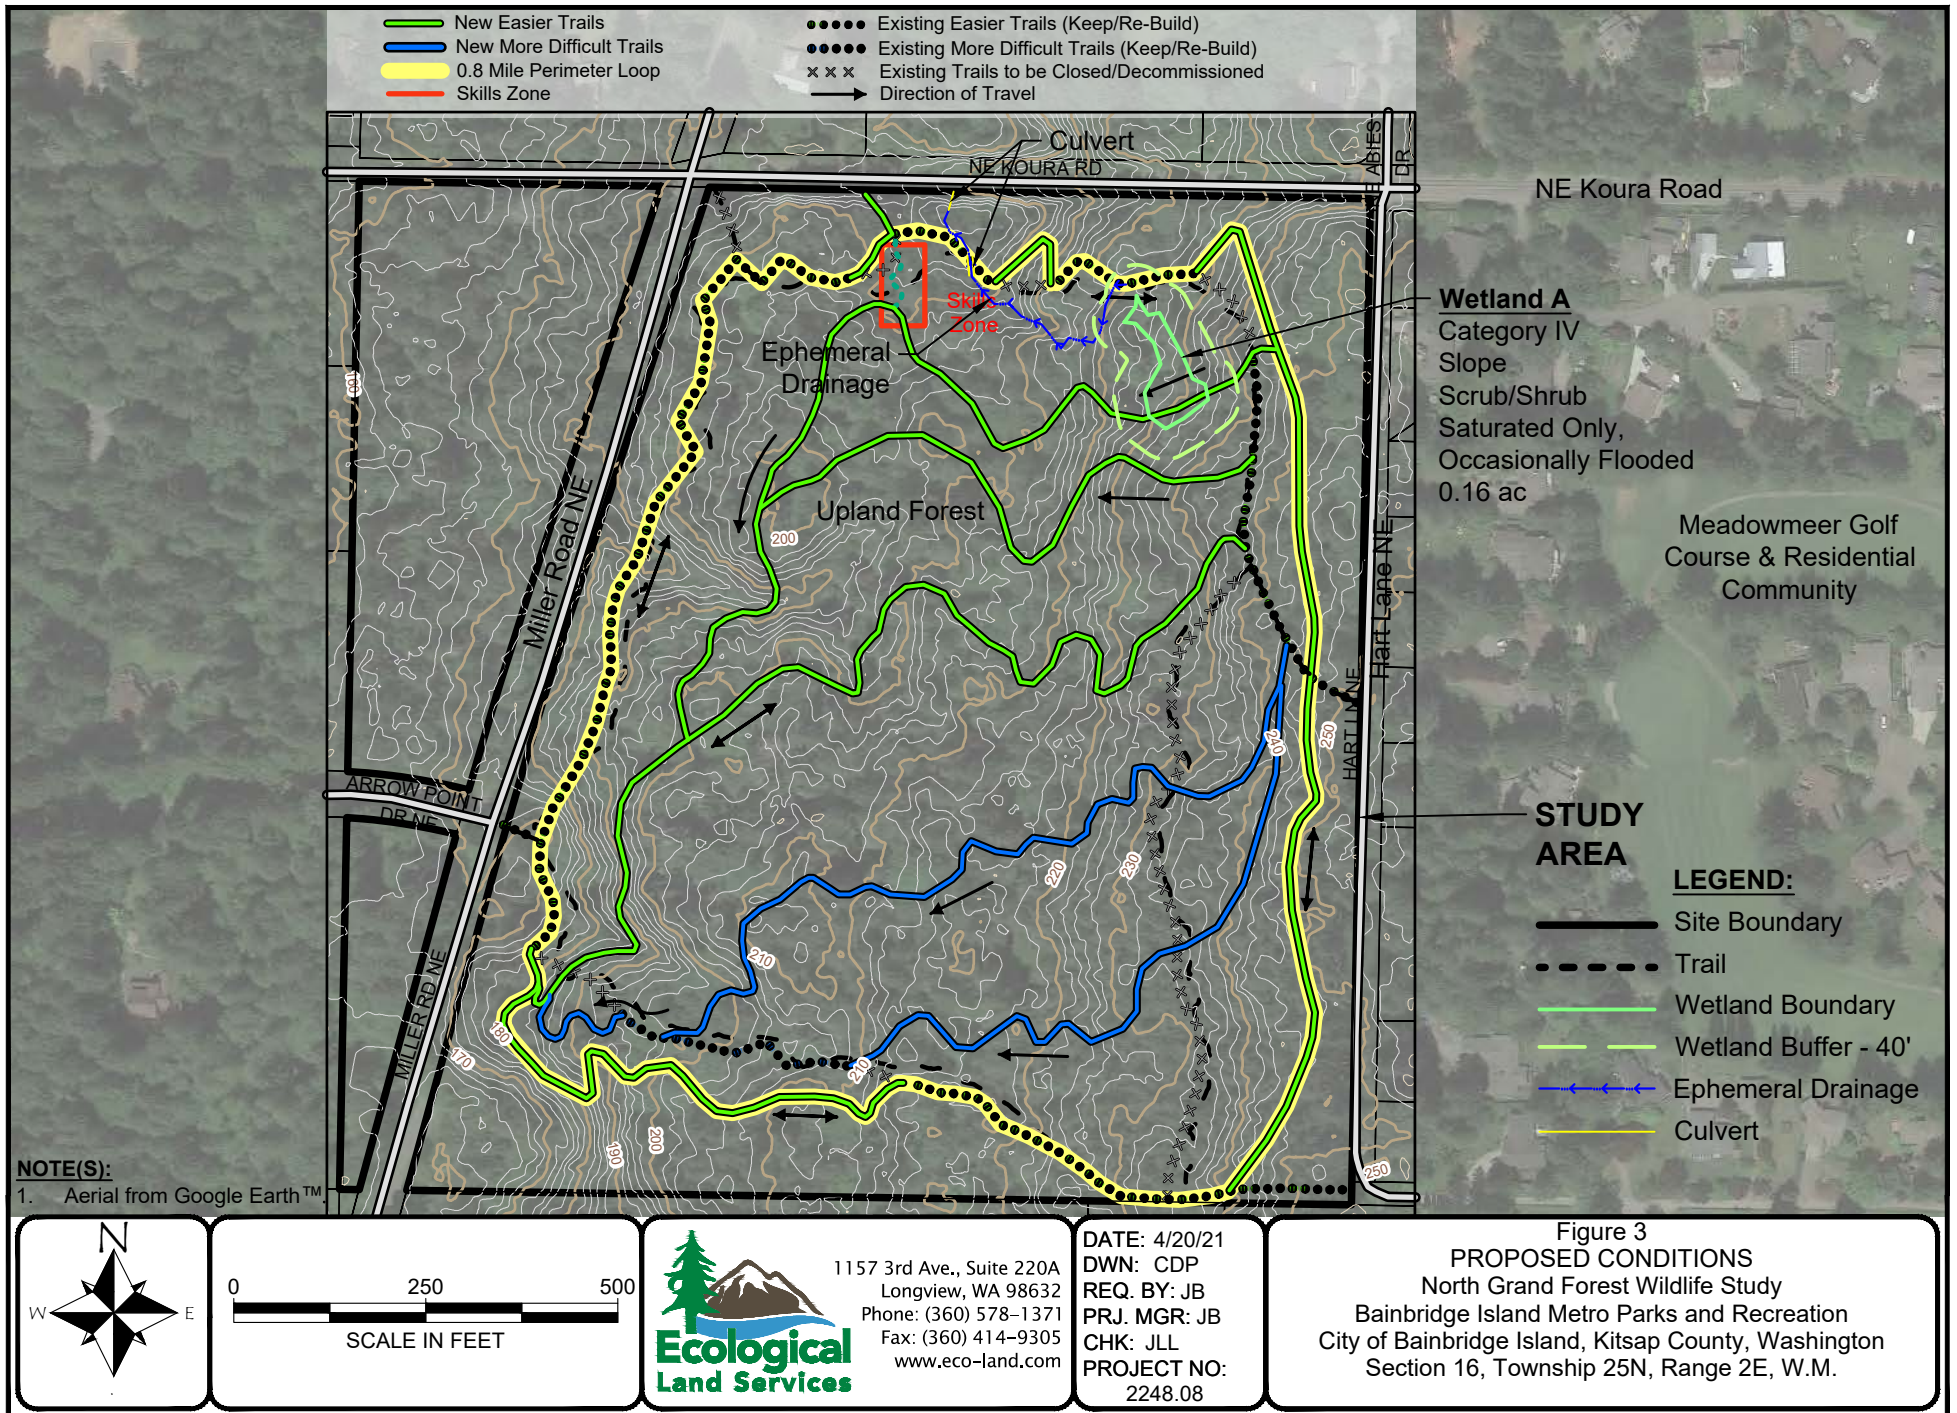 New Easier Trails
New More Difficult Trails
0.8 Mile Perimeter Loop
Skills Zone
Existing Easier Trails (Keep/Re-Build)
Existing More Difficult Trails (Keep/Re-Build)
Existing Trails to be Closed/Decommissioned
Direction of Travel
Culvert
NE KOURA RD
NE ABIES
DR
NE Koura Road
Wetland A
Category IV
Slope
Scrub/Shrub
Saturated Only,
Occasionally Flooded
0.16 ac
Skills
Zone
Ephemeral
Drainage
160
Upland Forest
200
Miller Road NE
Hart Lane NE
Meadowmeer Golf
Course & Residential
Community
HART LN NE
240
250
ARROW POINT
DR NE
STUDY
AREA
220
230
210
MILLER RD NE
180
170
210
190
200
250
LEGEND:
Site Boundary
Trail
Wetland Boundary
Wetland Buffer - 40'
Ephemeral Drainage
Culvert
NOTE(S):
1. Aerial from Google Earth™.
N
W
E
0 250 500
SCALE IN FEET
Ecological
Land Services
1157 3rd Ave., Suite 220A
Longview, WA 98632
Phone: (360) 578-1371
Fax: (360) 414-9305
www.eco-land.com
DATE: 4/20/21
DWN: CDP
REQ. BY: JB
PRJ. MGR: JB
CHK: JLL
PROJECT NO:
2248.08
Figure 3
PROPOSED CONDITIONS
North Grand Forest Wildlife Study
Bainbridge Island Metro Parks and Recreation
City of Bainbridge Island, Kitsap County, Washington
Section 16, Township 25N, Range 2E, W.M.